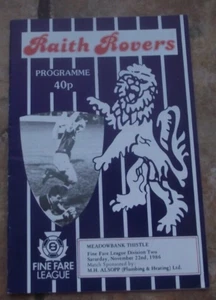 Raith Rovers
PROGRAMME
40p
MEADOWBANK THISTLE
Fine Fare League Division Two
Saturday, November 22nd, 1986
Match Sponsored by
M.H. ALSOPP (Plumbing & Heating) Ltd.
FINE FARE
LEAGUE